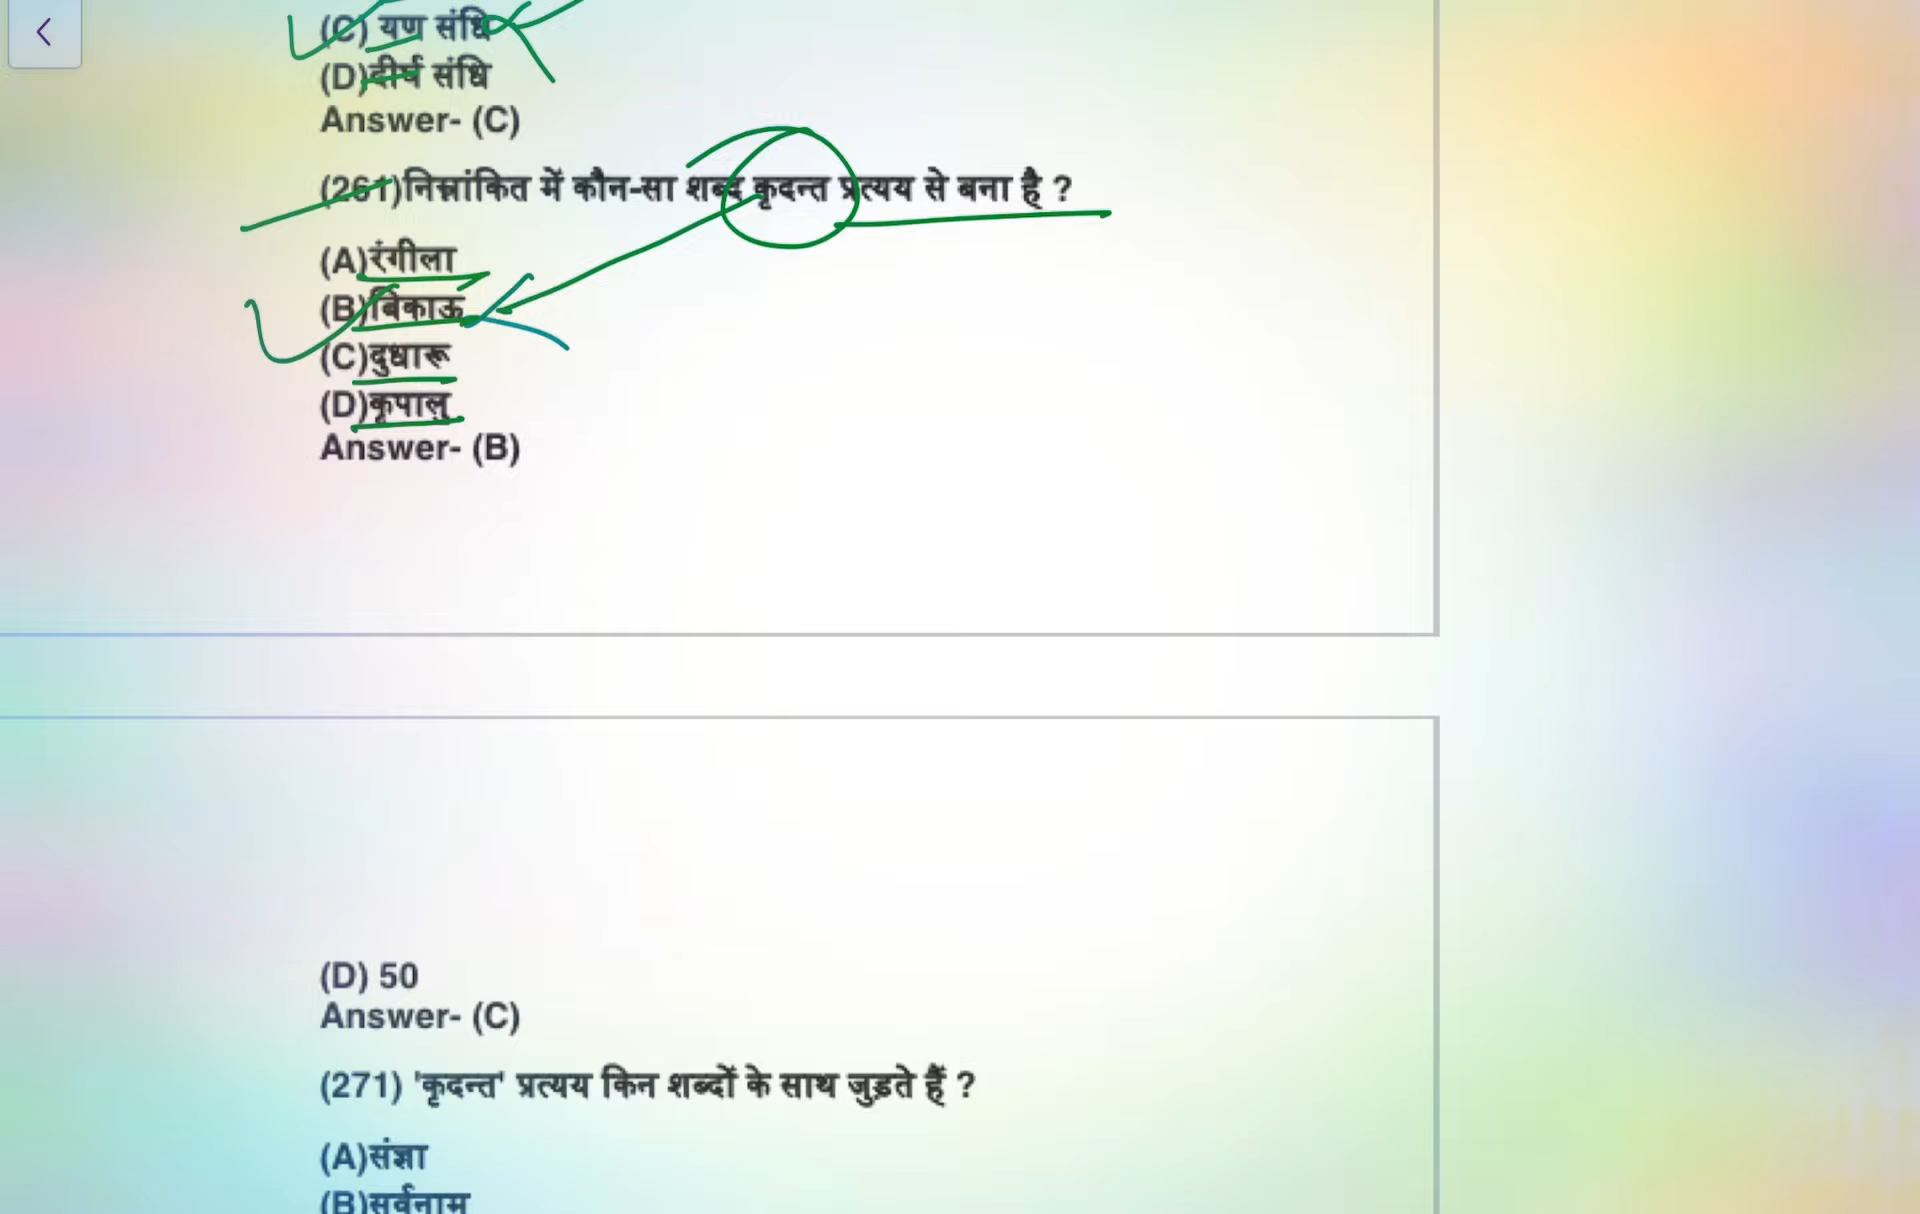 (C) यण संधि
(D)दीर्घ संधि
Answer- (C)
(261)निम्नांकित में कौन-सा शब्द कृदन्त प्रत्यय से बना है ?
(A)रंगीला
(B)बिकाऊ
(C)दुधारू
(D)कृपालु
Answer- (B)
(D) 50
Answer- (C)
(271) 'कृदन्त' प्रत्यय किन शब्दों के साथ जुड़ते हैं ?
(A)संज्ञा
(B)सर्वनाम